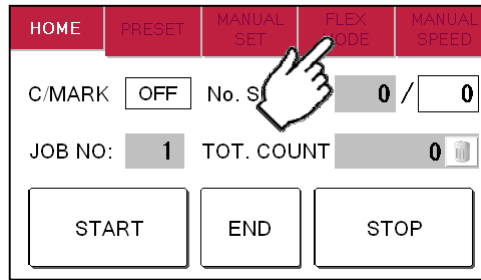 HOME PRESET MANUAL SET FLEX MODE MANUAL SPEED
C/MARK OFF No. S 0 / 0
JOB NO: 1 TOT. COUNT 0
START END STOP